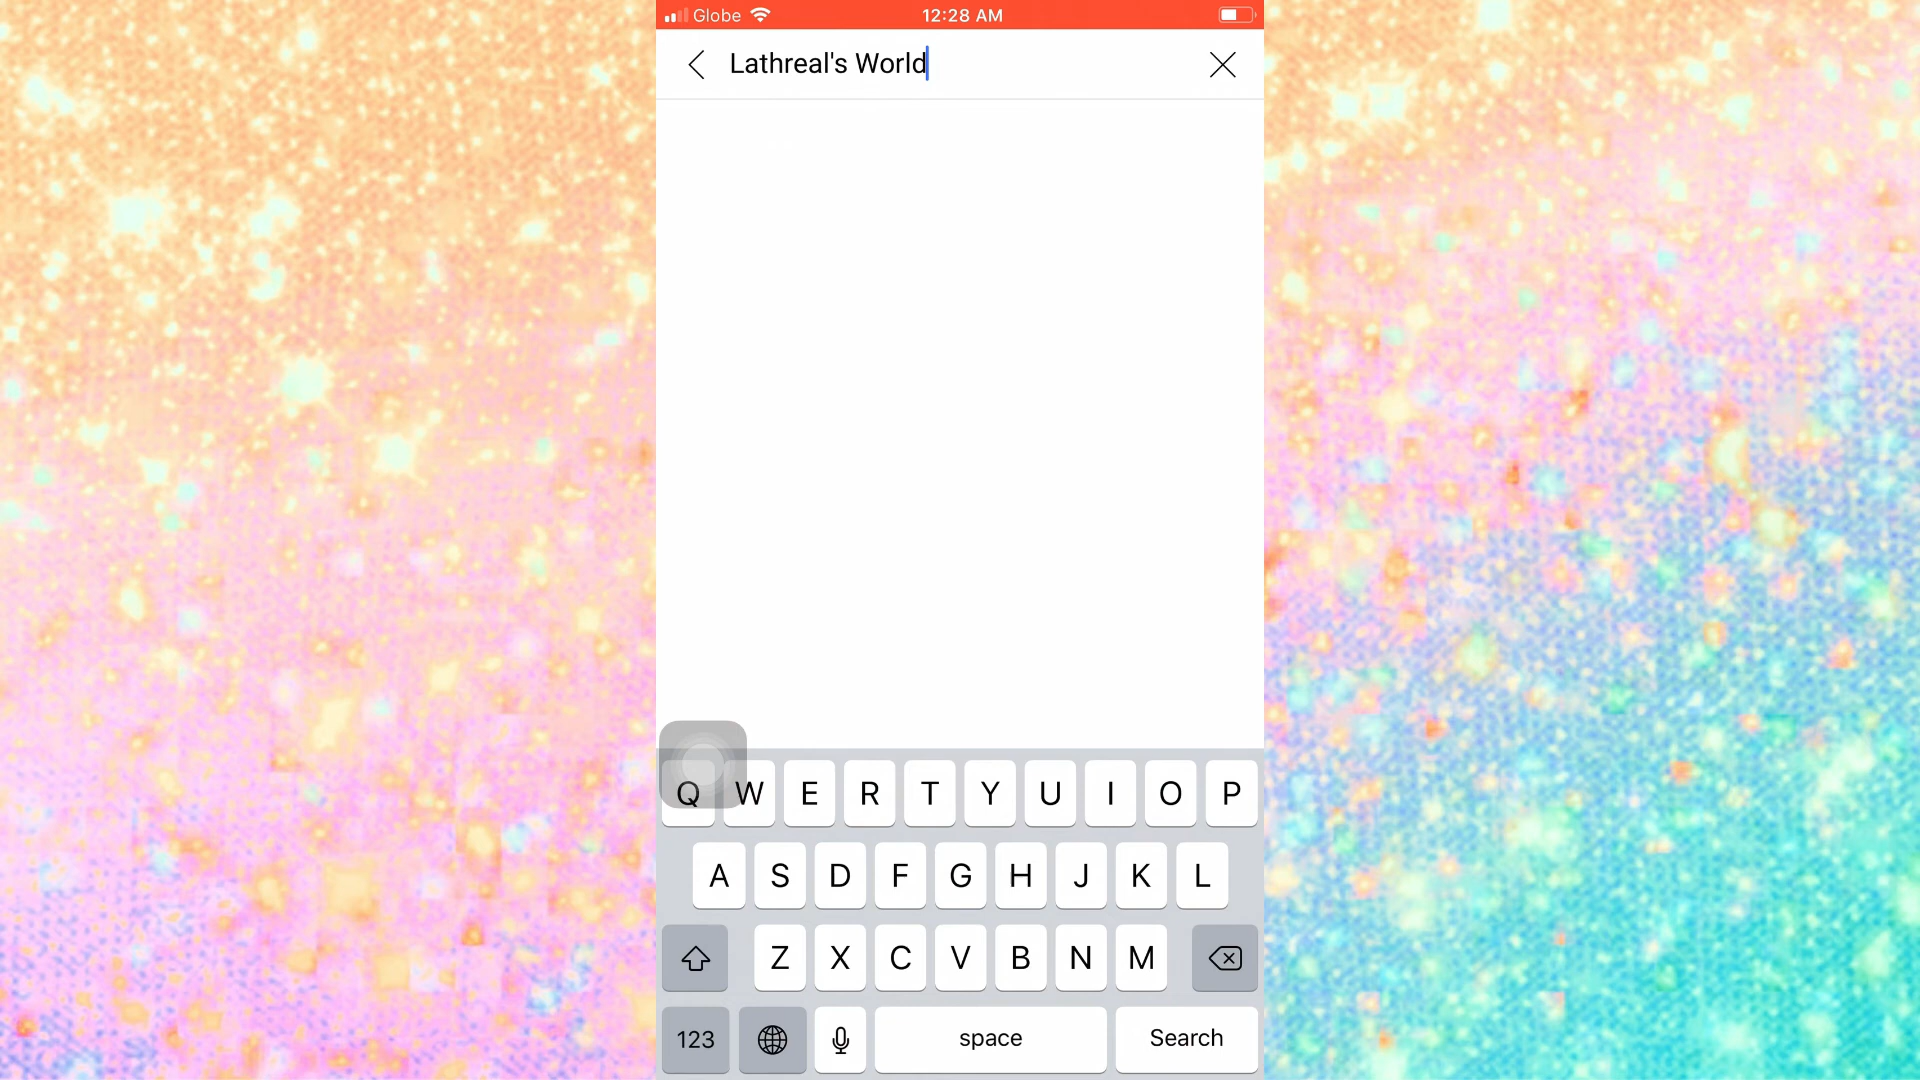 Globe 12:28 AM
Lathreal's World
Q W E R T Y U I O P
A S D F G H J K L
Z X C V B N M
123 space Search